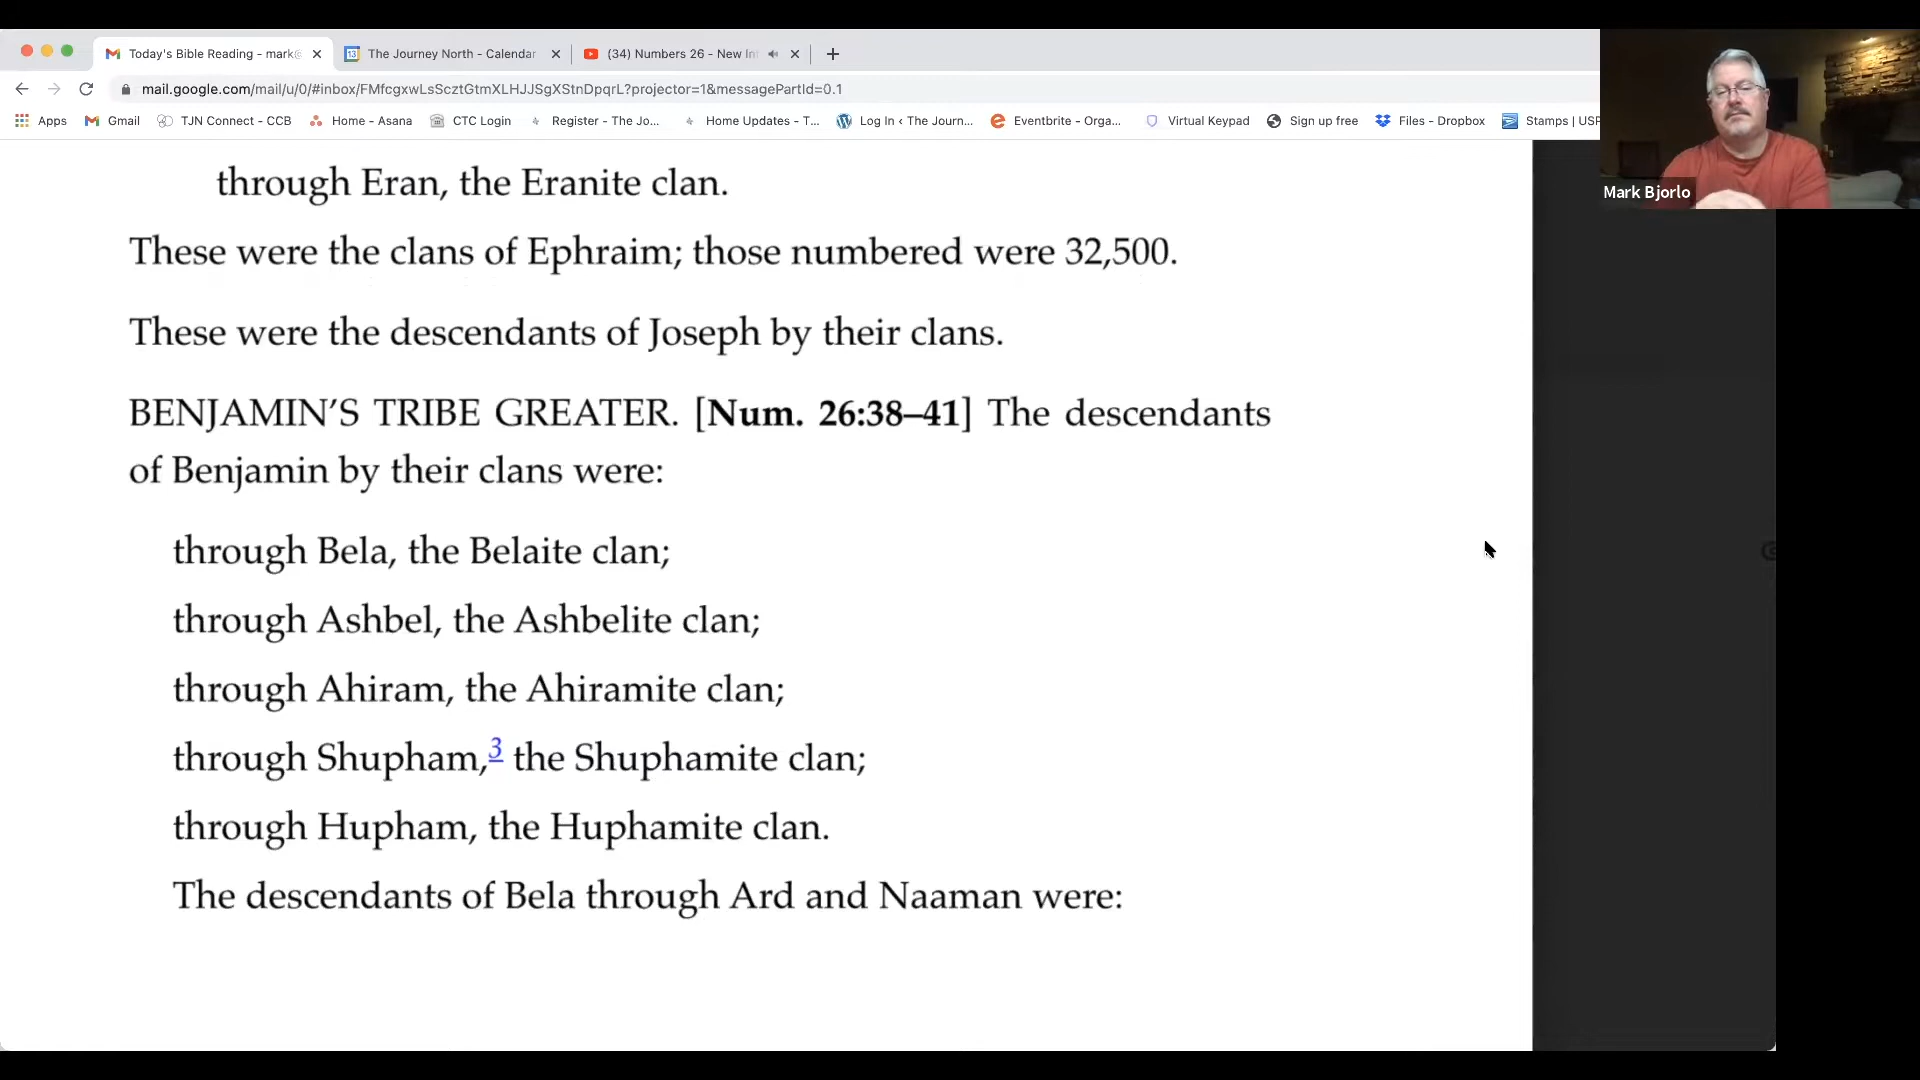 Today's Bible Reading - mark@
The Journey North - Calendar
(34) Numbers 26 - New In
mail.google.com/mail/u/0/#inbox/FMfcgxwLsScztGtmXLHJJSgXStnDpqrL?projector=1&messagePartId=0.1
Apps Gmail TJN Connect - CCB Home - Asana CTC Login Register - The Jo... Home Updates - T... Log In ‹ The Journ... Eventbrite - Orga... Virtual Keypad Sign up free Files - Dropbox Stamps | USP
Mark Bjorlo
through Eran, the Eranite clan.
These were the clans of Ephraim; those numbered were 32,500.
These were the descendants of Joseph by their clans.
BENJAMIN’S TRIBE GREATER. [Num. 26:38–41] The descendants
of Benjamin by their clans were:
through Bela, the Belaite clan;
through Ashbel, the Ashbelite clan;
through Ahiram, the Ahiramite clan;
through Shupham,3 the Shuphamite clan;
through Hupham, the Huphamite clan.
The descendants of Bela through Ard and Naaman were: